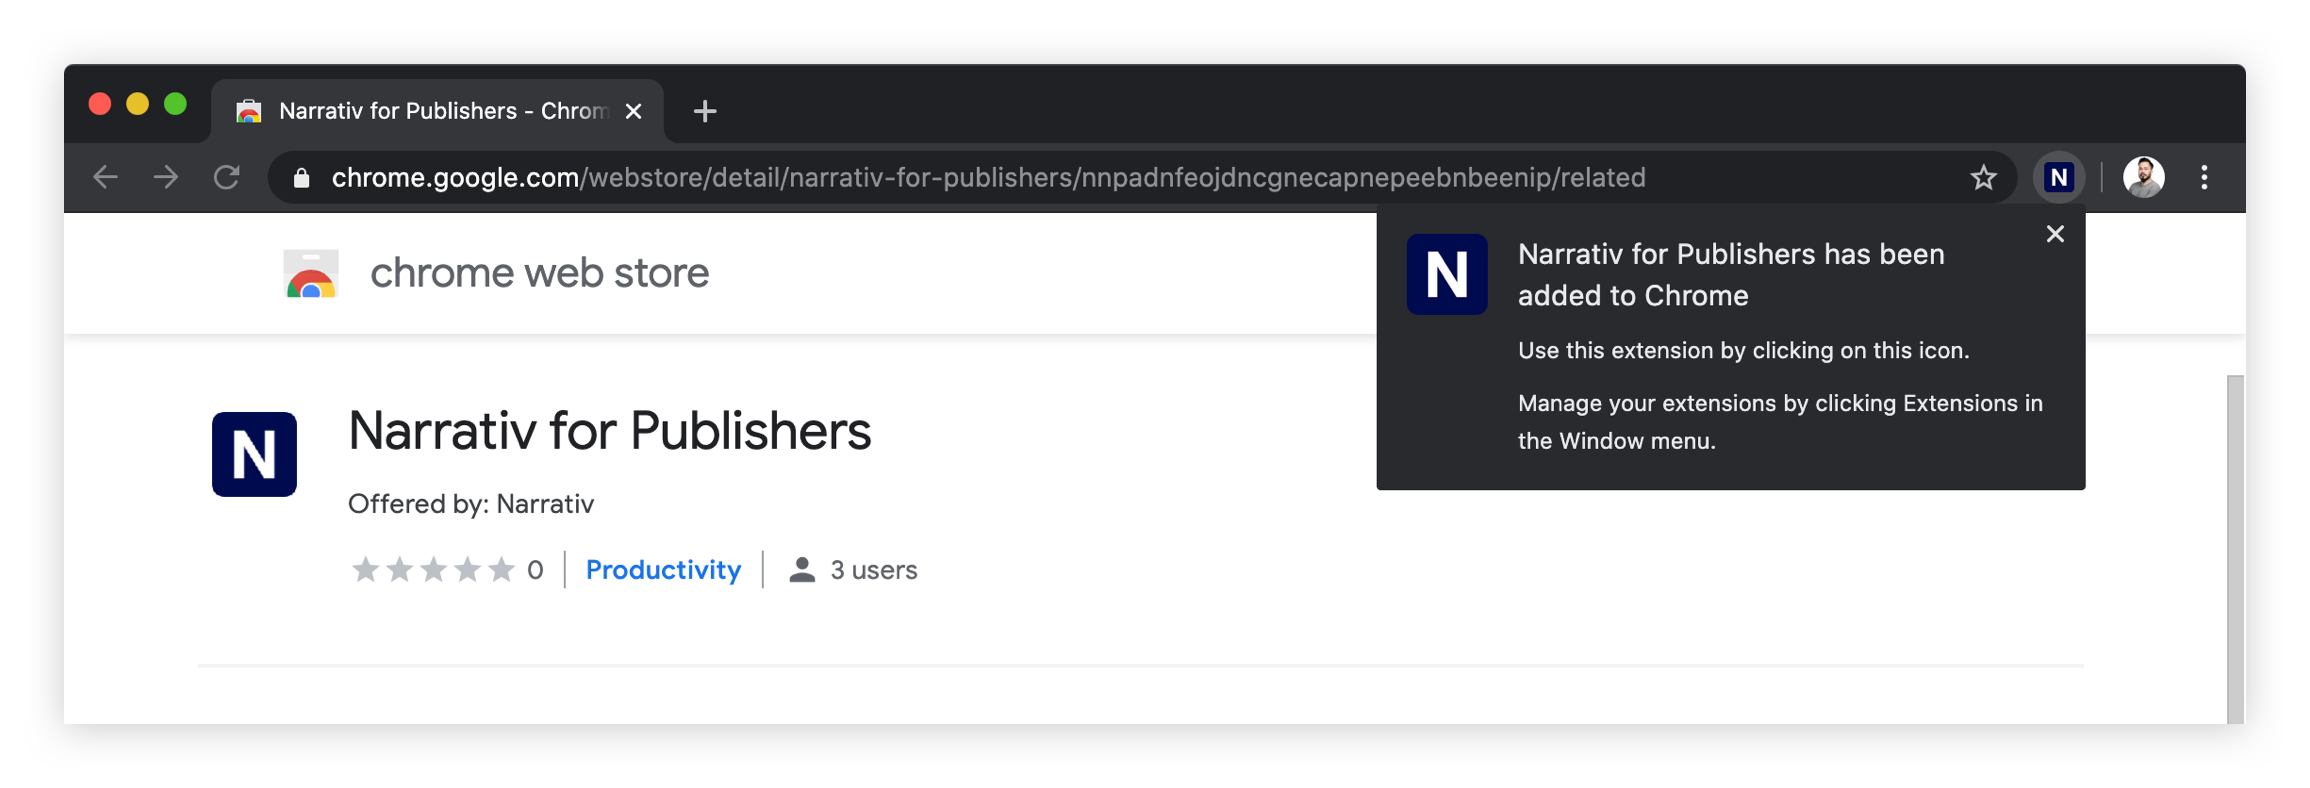 Narrativ for Publishers - Chrom
chrome.google.com/webstore/detail/narrativ-for-publishers/nnpadnfeojdncgnecapnepeebnbeenip/related
N
chrome web store
N
Narrativ for Publishers has been
added to Chrome
Use this extension by clicking on this icon.
Manage your extensions by clicking Extensions in
the Window menu.
N
Narrativ for Publishers
Offered by: Narrativ
0 Productivity 3 users